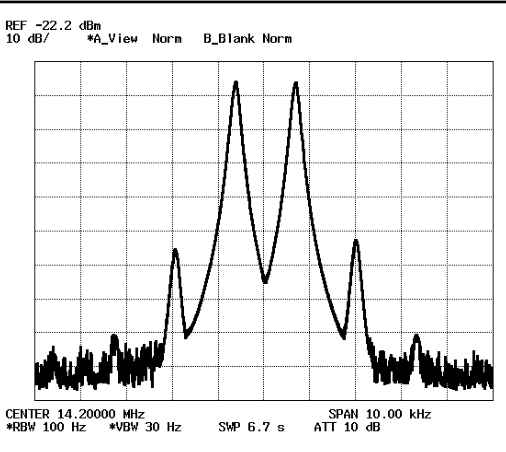 REF -22.2 dBm
10 dB/ *A_View Norm B_Blank Norm
CENTER 14.20000 MHz SPAN 10.00 kHz
*RBW 100 Hz *VBW 30 Hz SWP 6.7 s ATT 10 dB